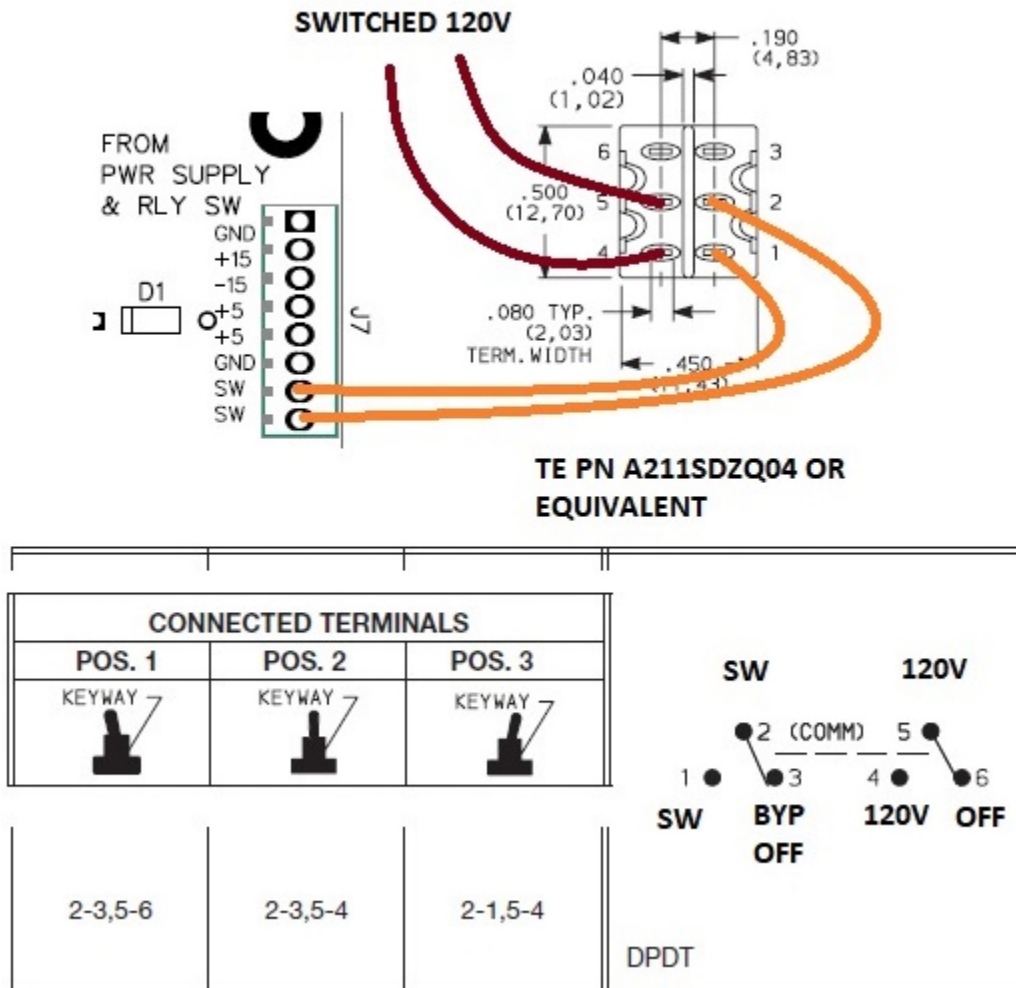 SWITCHED 120V
.190
(4,83)
.040
(1,02)
FROM
PWR SUPPLY
& RLY SW
6
3
.500
(12,70)
5
2
4
1
GND
+15
-15
+5
+5
GND
SW
SW
D1
J7
.080 TYP.
(2,03)
TERM.WIDTH
.450
(11,43)
TE PN A211SDZQ04 OR
EQUIVALENT
CONNECTED TERMINALS
POS. 1 POS. 2 POS. 3
KEYWAY KEYWAY KEYWAY
2-3,5-6 2-3,5-4 2-1,5-4
SW 120V
2 (COMM) 5
1 3 4 6
SW BYP 120V OFF
OFF
DPDT